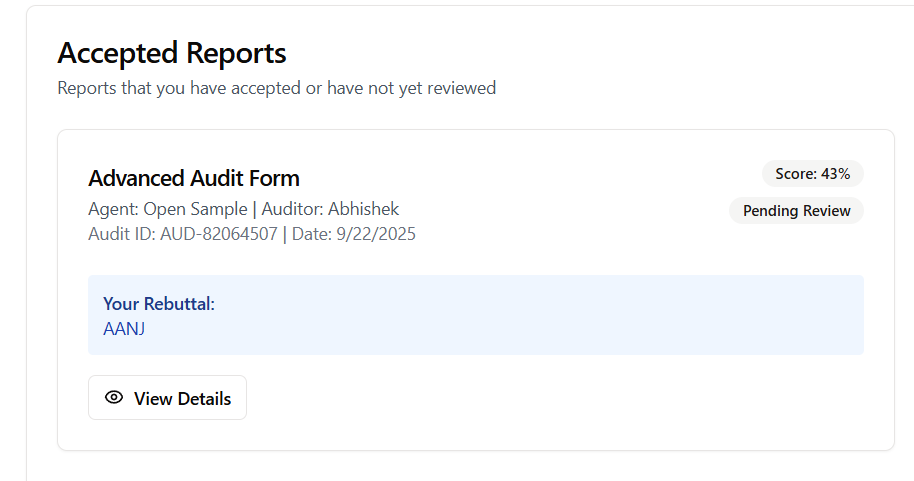 Accepted Reports
Reports that you have accepted or have not yet reviewed
Advanced Audit Form
Score: 43%
Agent: Open Sample | Auditor: Abhishek
Pending Review
Audit ID: AUD-82064507 | Date: 9/22/2025
Your Rebuttal:
AANJ
View Details